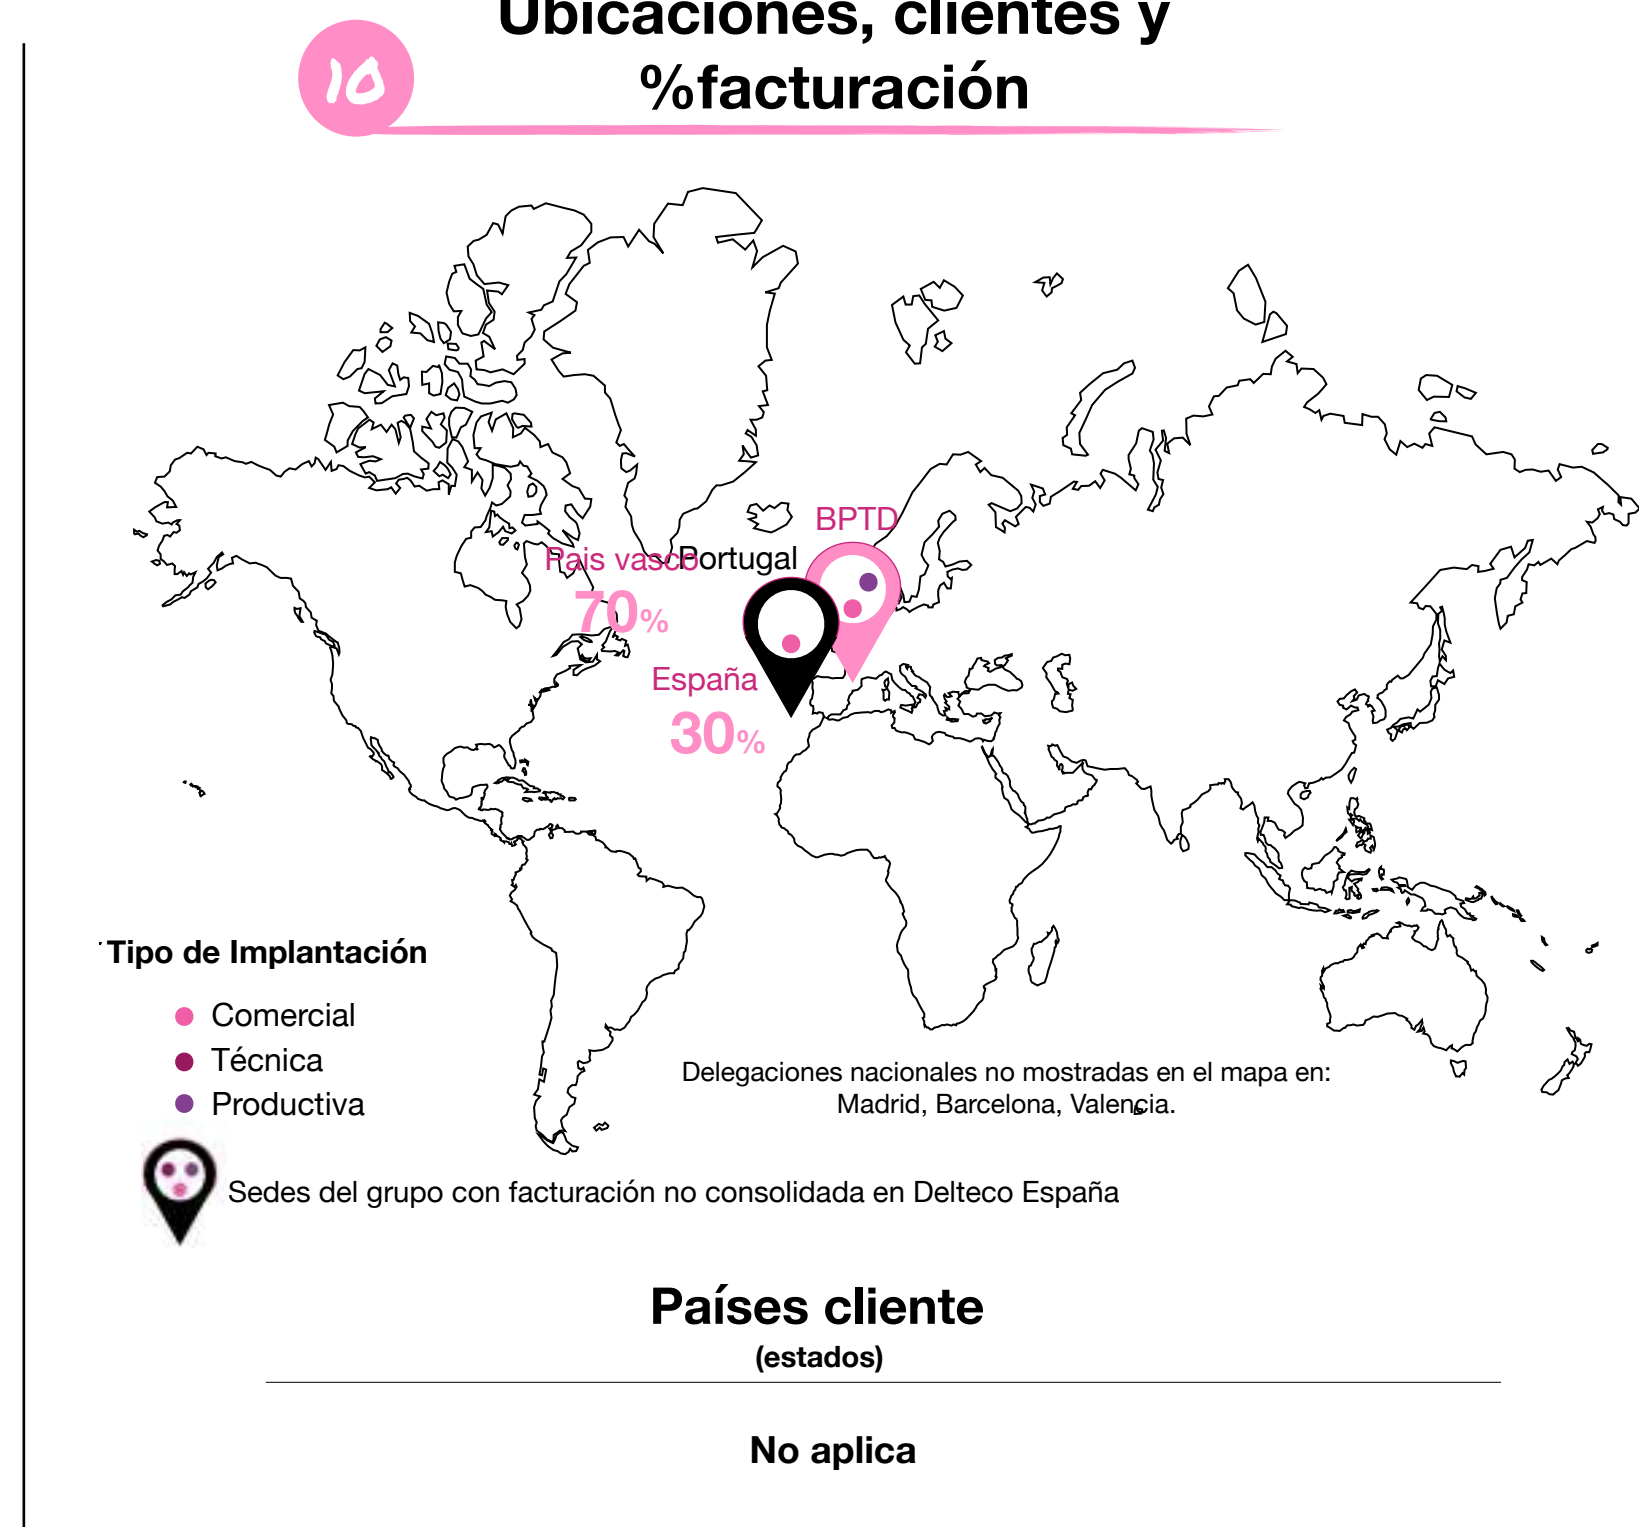 Ubicaciones, clientes y
10
%facturación
BPTD
Pais vasco
Portugal
70%
España
30%
Tipo de Implantación
Comercial
Técnica
Productiva
Delegaciones nacionales no mostradas en el mapa en:
Madrid, Barcelona, Valencia.
Sedes del grupo con facturación no consolidada en Delteco España
Países cliente
(estados)
No aplica